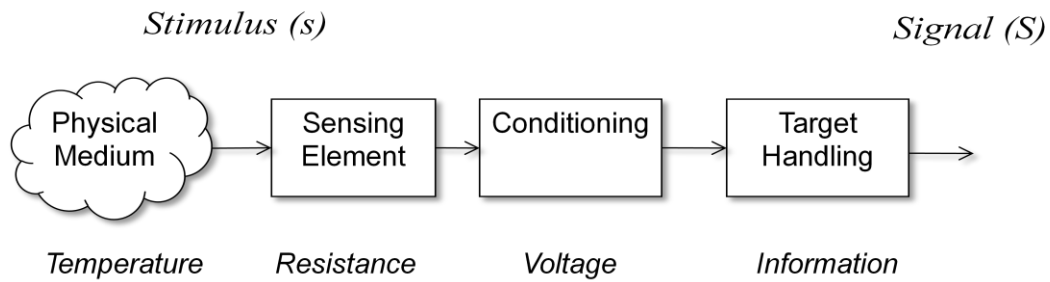 Stimulus (s)
Signal (S)
Physical
Medium
Sensing
Element
Conditioning
Target
Handling
Temperature
Resistance
Voltage
Information